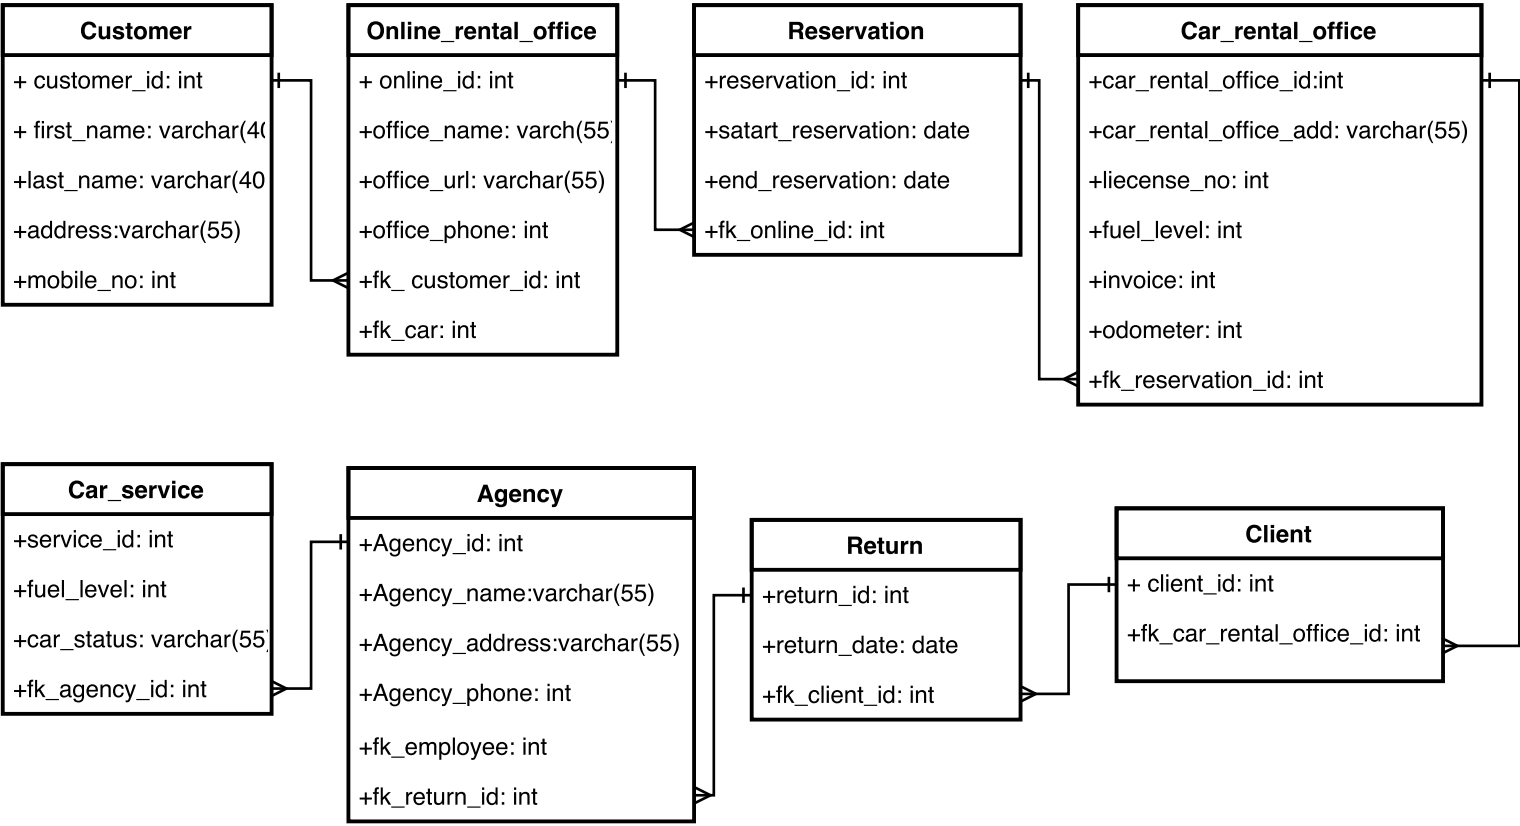 Customer
+ customer_id: int
+ first_name: varchar(40
+last_name: varchar(40
+address:varchar(55)
+mobile_no: int
Online_rental_office
+ online_id: int
+office_name: varch(55)
+office_url: varchar(55)
+office_phone: int
+fk_ customer_id: int
+fk_car: int
Reservation
+reservation_id: int
+satart_reservation: date
+end_reservation: date
+fk_online_id: int
Car_rental_office
+car_rental_office_id:int
+car_rental_office_add: varchar(55)
+liecense_no: int
+fuel_level: int
+invoice: int
+odometer: int
+fk_reservation_id: int
Car_service
+service_id: int
+fuel_level: int
+car_status: varchar(55)
+fk_agency_id: int
Agency
+Agency_id: int
+Agency_name:varchar(55)
+Agency_address:varchar(55)
+Agency_phone: int
+fk_employee: int
+fk_return_id: int
Return
+return_id: int
+return_date: date
+fk_client_id: int
Client
+ client_id: int
+fk_car_rental_office_id: int